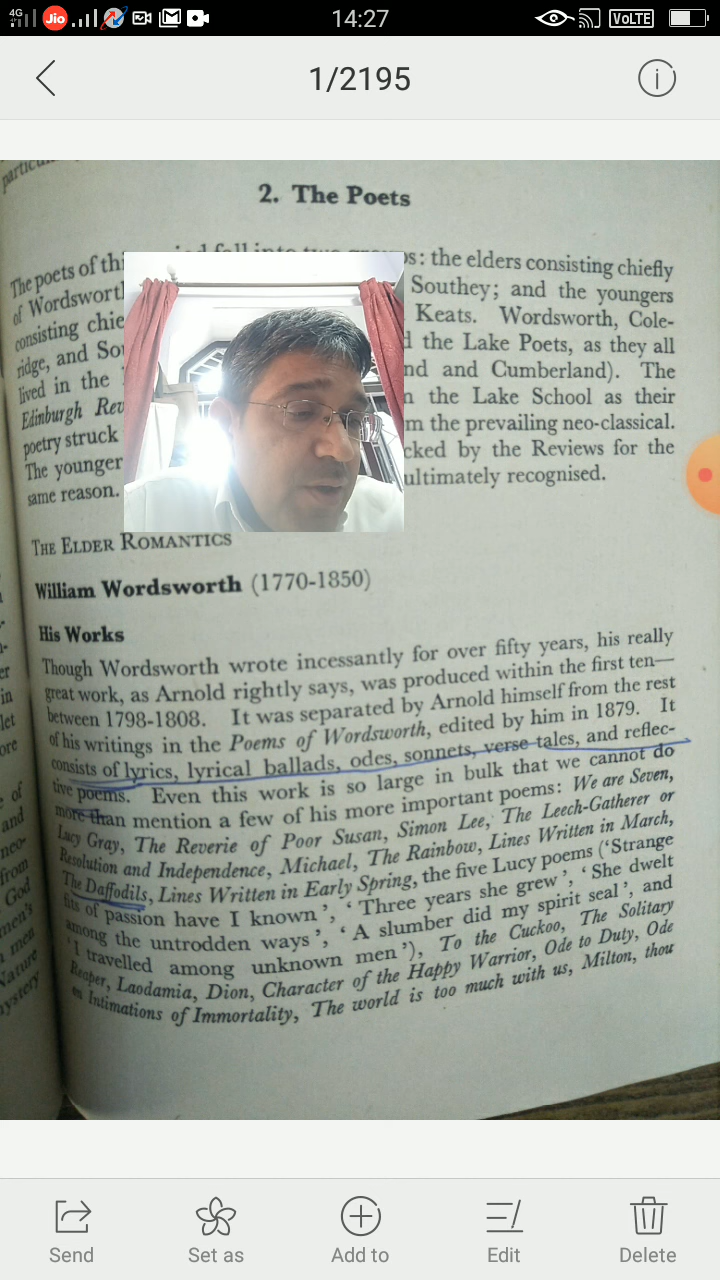 4G Jio 14:27 VoLTE
1/2195
2. The Poets
The poets of thi s: the elders consisting chiefly
of Wordswort Southey; and the youngers
consisting chie Keats. Wordsworth, Cole-
ridge, and So d the Lake Poets, as they all
lived in the nd and Cumberland). The
Edinburgh Rev n the Lake School as their
poetry struck m the prevailing neo-classical.
The younger cked by the Reviews for the
same reason. ultimately recognised.
THE ELDER ROMANTICS
William Wordsworth (1770-1850)
His Works
Though Wordsworth wrote incessantly for over fifty years, his really
great work, as Arnold rightly says, was produced within the first ten—
between 1798-1808. It was separated by Arnold himself from the rest
of his writings in the Poems of Wordsworth, edited by him in 1879. It
consists of lyrics, lyrical ballads, odes, sonnets, verse tales, and reflec-
tive poems. Even this work is so large in bulk that we cannot do
more than mention a few of his more important poems: We are Seven,
Lucy Gray, The Reverie of Poor Susan, Simon Lee, The Leech-Gatherer or
Resolution and Independence, Michael, The Rainbow, Lines Written in March,
The Daffodils, Lines Written in Early Spring, the five Lucy poems (‘Strange
fits of passion have I known’, ‘Three years she grew’, ‘She dwelt
among the untrodden ways’, ‘A slumber did my spirit seal’, and
‘I travelled among unknown men’), To the Cuckoo, The Solitary
Reaper, Laodamia, Dion, Character of the Happy Warrior, Ode to Duty, Ode
on Intimations of Immortality, The world is too much with us, Milton, thou
Send Set as Add to Edit Delete